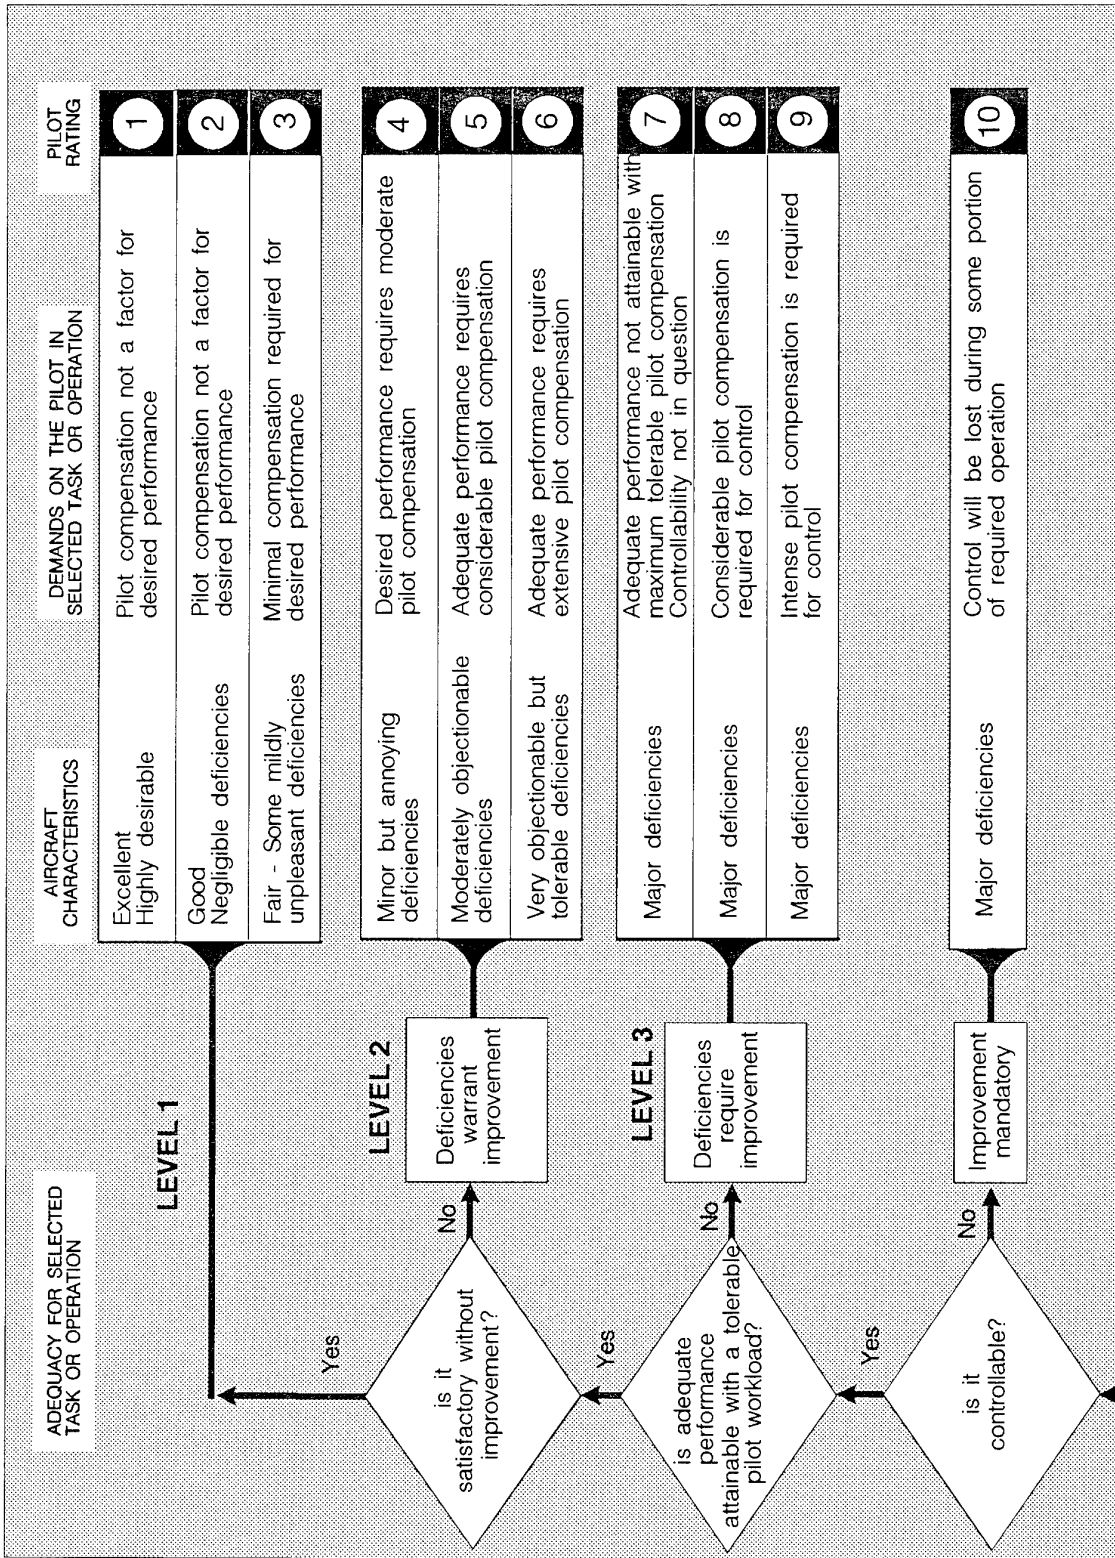 ADEQUACY FOR SELECTED
TASK OR OPERATION
AIRCRAFT
CHARACTERISTICS
DEMANDS ON THE PILOT IN
SELECTED TASK OR OPERATION
PILOT
RATING
LEVEL 1
Excellent
Highly desirable
Pilot compensation not a factor for
desired performance
1
Good
Negligible deficiencies
Pilot compensation not a factor for
desired performance
2
Fair - Some mildly
unpleasant deficiencies
Minimal compensation required for
desired performance
3
Yes
is it
satisfactory without
improvement?
No
LEVEL 2
Deficiencies
warrant
improvement
Minor but annoying
deficiencies
Desired performance requires moderate
pilot compensation
4
Moderately objectionable
deficiencies
Adequate performance requires
considerable pilot compensation
5
Very objectionable but
tolerable deficiencies
Adequate performance requires
extensive pilot compensation
6
Yes
is adequate
performance
attainable with a tolerable
pilot workload?
No
LEVEL 3
Deficiencies
require
improvement
Major deficiencies
Adequate performance not attainable with
maximum tolerable pilot compensation
Controllability not in question
7
Major deficiencies
Considerable pilot compensation is
required for control
8
Major deficiencies
Intense pilot compensation is required
for control
9
Yes
is it
controllable?
No
Improvement
mandatory
Major deficiencies
Control will be lost during some portion
of required operation
10